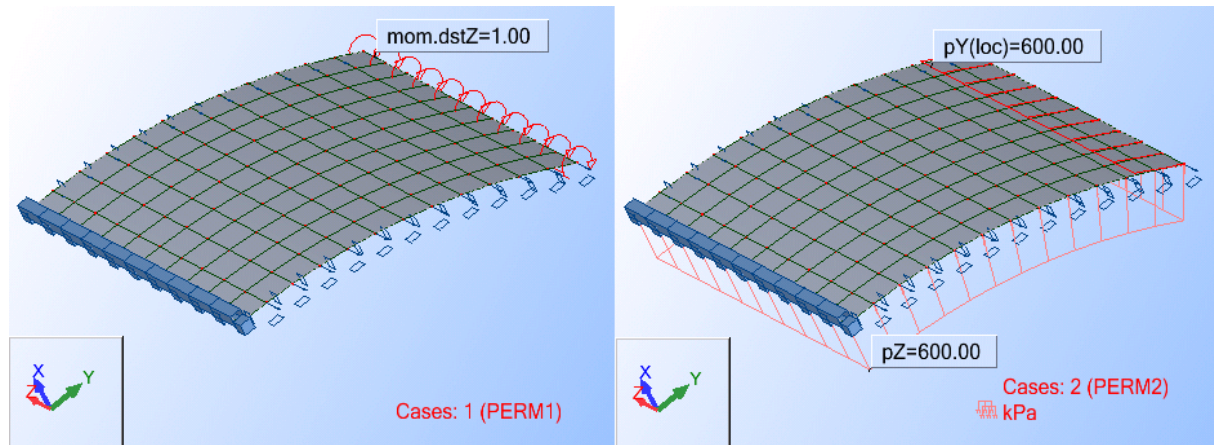 mom.dstZ=1.00
X
Z
Y
Cases: 1 (PERM1)
pY(loc)=600.00
pZ=600.00
X
Z
Y
Cases: 2 (PERM2)
kPa